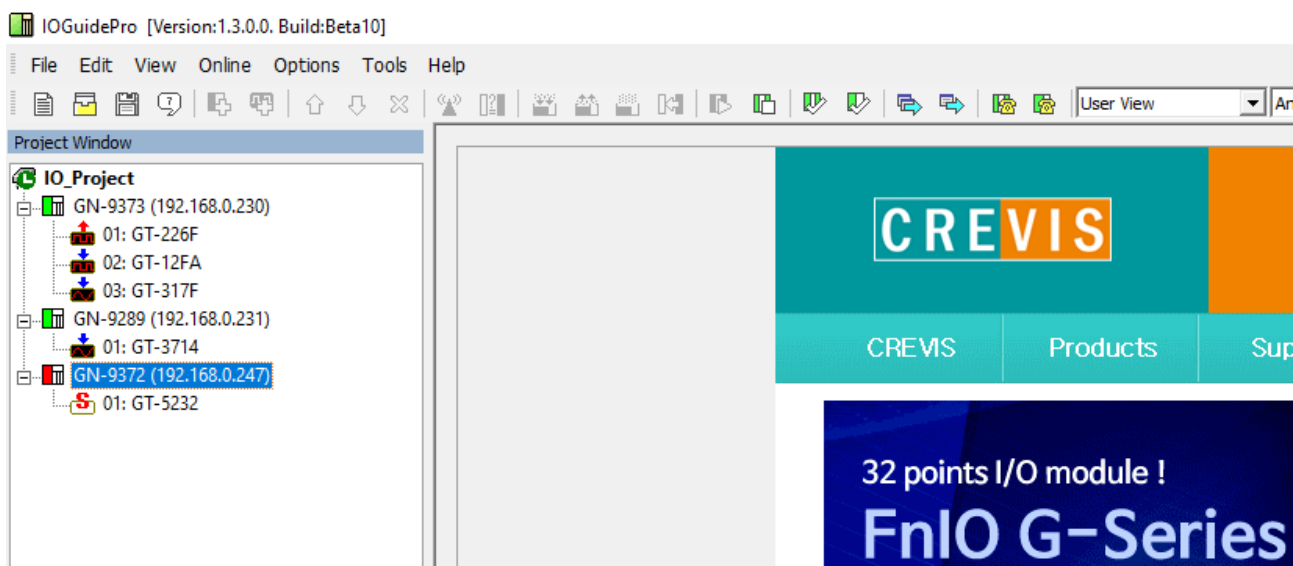 IOGuidePro [Version:1.3.0.0. Build:Beta10]
File Edit View Online Options Tools Help
User View
Project Window
IO_Project
GN-9373 (192.168.0.230)
01: GT-226F
02: GT-12FA
03: GT-317F
GN-9289 (192.168.0.231)
01: GT-3714
GN-9372 (192.168.0.247)
01: GT-5232
CREVIS
CREVIS Products
32 points I/O module !
FnIO G-Series